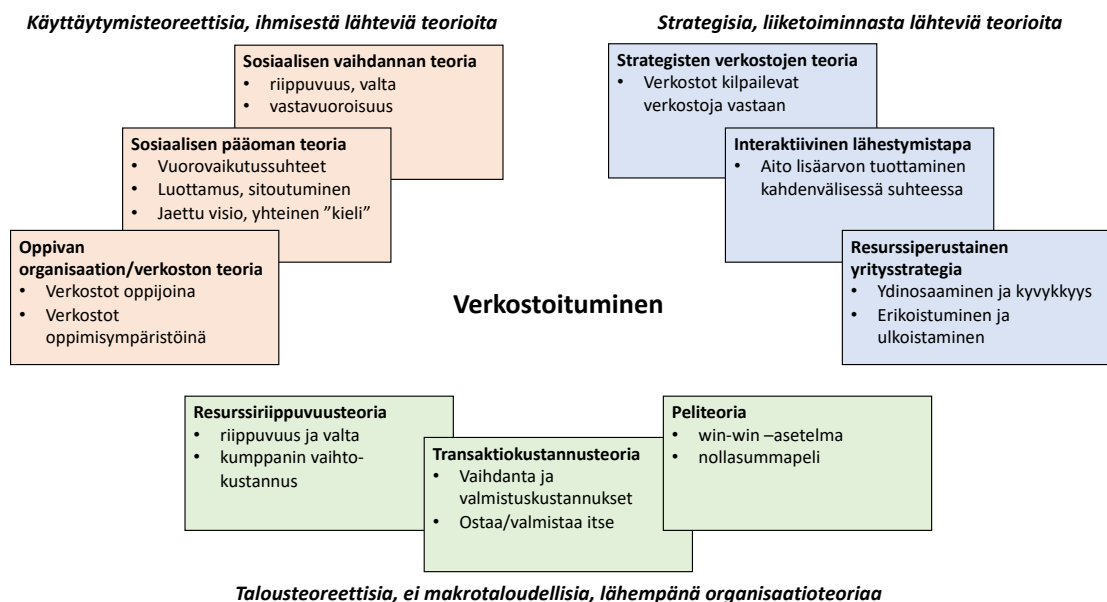 Käyttäytymisteoreettisia, ihmisestä lähteviä teorioita
Sosiaalisen vaihdannan teoria
• riippuvuus, valta
• vastavuoroisuus
Sosiaalisen pääoman teoria
• Vuorovaikutussuhteet
• Luottamus, sitoutuminen
• Jaettu visio, yhteinen ”kieli”
Oppivan
organisaation/verkoston teoria
• Verkostot oppijoina
• Verkostot
oppimisympäristöinä
Strategisia, liiketoiminnasta lähteviä teorioita
Strategisten verkostojen teoria
• Verkostot kilpailevat
verkostoja vastaan
Interaktiivinen lähestymistapa
• Aito lisäarvon tuottaminen
kahdenvälisessä suhteessa
Resurssiperustainen
yritysstrategia
• Ydinosaaminen ja kyvykkyys
• Erikoistuminen ja
ulkoistaminen
Verkostoituminen
Resurssiriippuvuusteoria
• riippuvuus ja valta
• kumppanin vaihto-
kustannus
Transaktiokustannusteoria
• Vaihdanta ja
valmistuskustannukset
• Ostaa/valmistaa itse
Peliteoria
• win-win –asetelma
• nollasummapeli
Talousteoreettisia, ei makrotaloudellisia, lähempänä organisaatioteoriaa